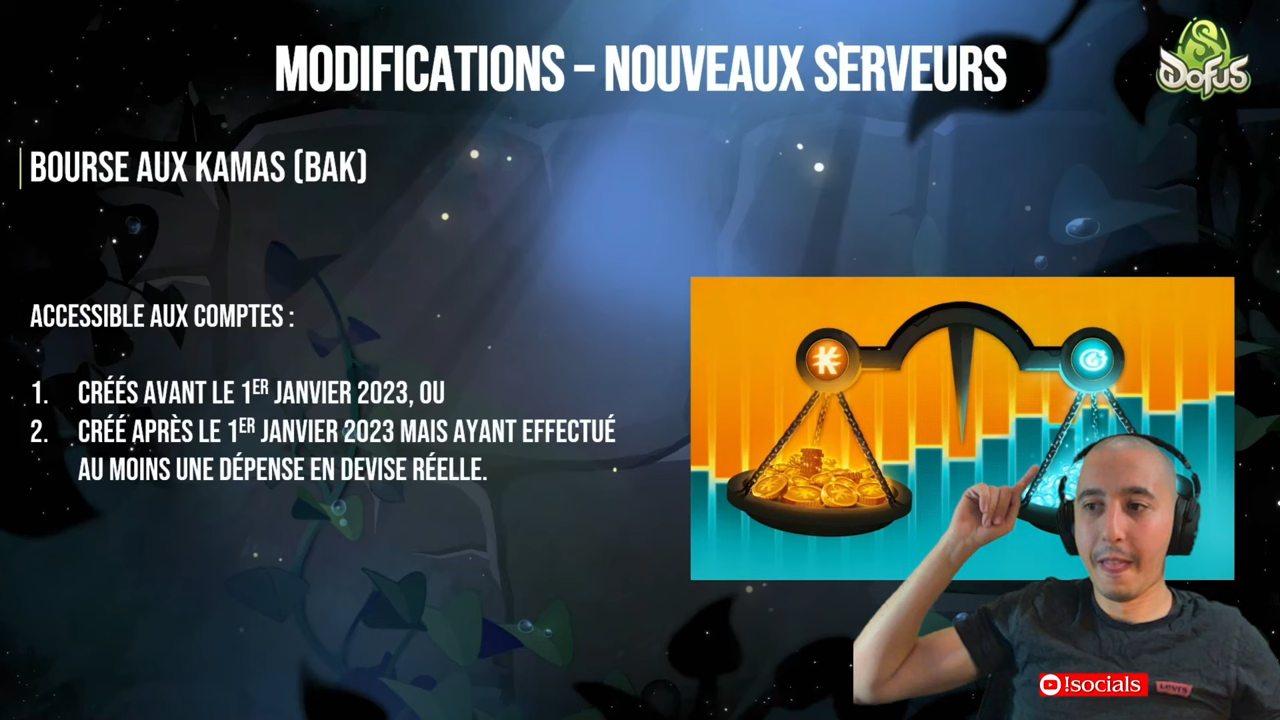 MODIFICATIONS – NOUVEAUX SERVEURS
DOFUS
BOURSE AUX KAMAS (BAK)
ACCESSIBLE AUX COMPTES :
1. CRÉÉS AVANT LE 1ER JANVIER 2023, OU
2. CRÉÉ APRÈS LE 1ER JANVIER 2023 MAIS AYANT EFFECTUÉ
AU MOINS UNE DÉPENSE EN DEVISE RÉELLE.
!socials
LEVI'S